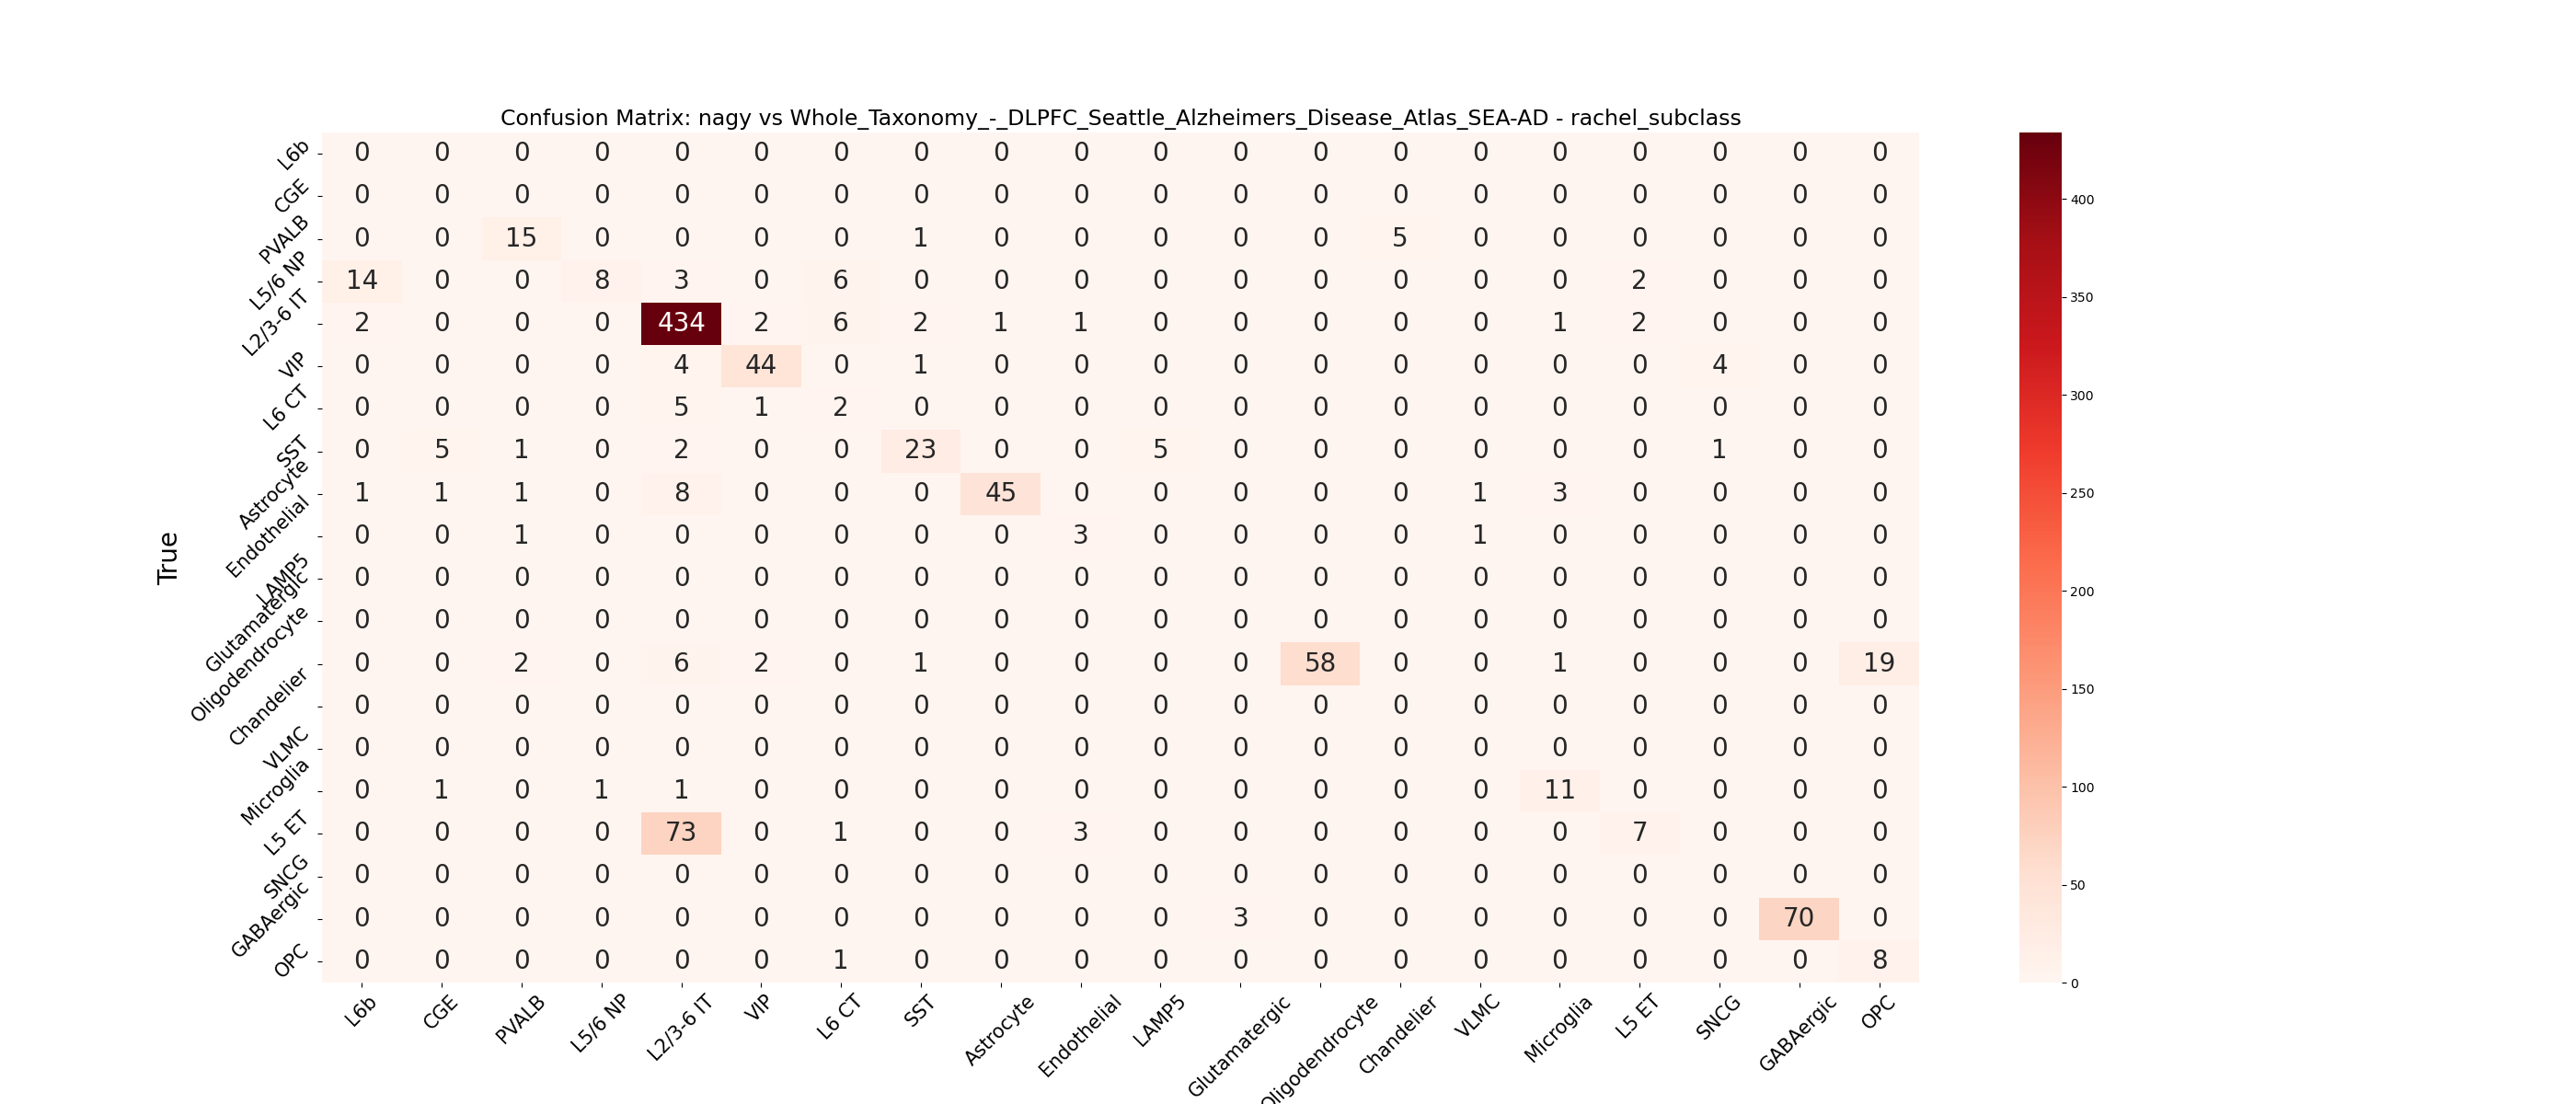 Confusion Matrix: nagy vs Whole_Taxonomy_-_DLPFC_Seattle_Alzheimers_Disease_Atlas_SEA-AD - rachel_subclass
L6b 0 0 0 0 0 0 0 0 0 0 0 0 0 0 0 0 0 0 0 0
CGE 0 0 0 0 0 0 0 0 0 0 0 0 0 0 0 0 0 0 0 0
PVALB 0 0 15 0 0 0 0 1 0 0 0 0 0 5 0 0 0 0 0 0
L5/6 NP 14 0 0 8 3 0 6 0 0 0 0 0 0 0 0 0 2 0 0 0
L2/3-6 IT 2 0 0 0 434 2 6 2 1 1 0 0 0 0 0 1 2 0 0 0
VIP 0 0 0 0 4 44 0 1 0 0 0 0 0 0 0 0 0 4 0 0
L6 CT 0 0 0 0 5 1 2 0 0 0 0 0 0 0 0 0 0 0 0 0
SST 0 5 1 0 2 0 0 23 0 0 5 0 0 0 0 0 0 1 0 0
Astrocyte 1 1 1 0 8 0 0 0 45 0 0 0 0 0 1 3 0 0 0 0
Endothelial 0 0 1 0 0 0 0 0 0 3 0 0 0 0 1 0 0 0 0 0
LAMP5 0 0 0 0 0 0 0 0 0 0 0 0 0 0 0 0 0 0 0 0
Glutamatergic 0 0 0 0 0 0 0 0 0 0 0 0 0 0 0 0 0 0 0 0
Oligodendrocyte 0 0 2 0 6 2 0 1 0 0 0 0 58 0 0 1 0 0 0 19
Chandelier 0 0 0 0 0 0 0 0 0 0 0 0 0 0 0 0 0 0 0 0
VLMC 0 0 0 0 0 0 0 0 0 0 0 0 0 0 0 0 0 0 0 0
Microglia 0 1 0 1 1 0 0 0 0 0 0 0 0 0 0 11 0 0 0 0
L5 ET 0 0 0 0 73 0 1 0 0 3 0 0 0 0 0 0 7 0 0 0
SNCG 0 0 0 0 0 0 0 0 0 0 0 0 0 0 0 0 0 0 0 0
GABAergic 0 0 0 0 0 0 0 0 0 0 0 3 0 0 0 0 0 0 70 0
OPC 0 0 0 0 0 0 1 0 0 0 0 0 0 0 0 0 0 0 0 8
L6b CGE PVALB L5/6 NP L2/3-6 IT VIP L6 CT SST Astrocyte Endothelial LAMP5 Glutamatergic Oligodendrocyte Chandelier VLMC Microglia L5 ET SNCG GABAergic OPC
True
400
350
300
250
200
150
100
50
0